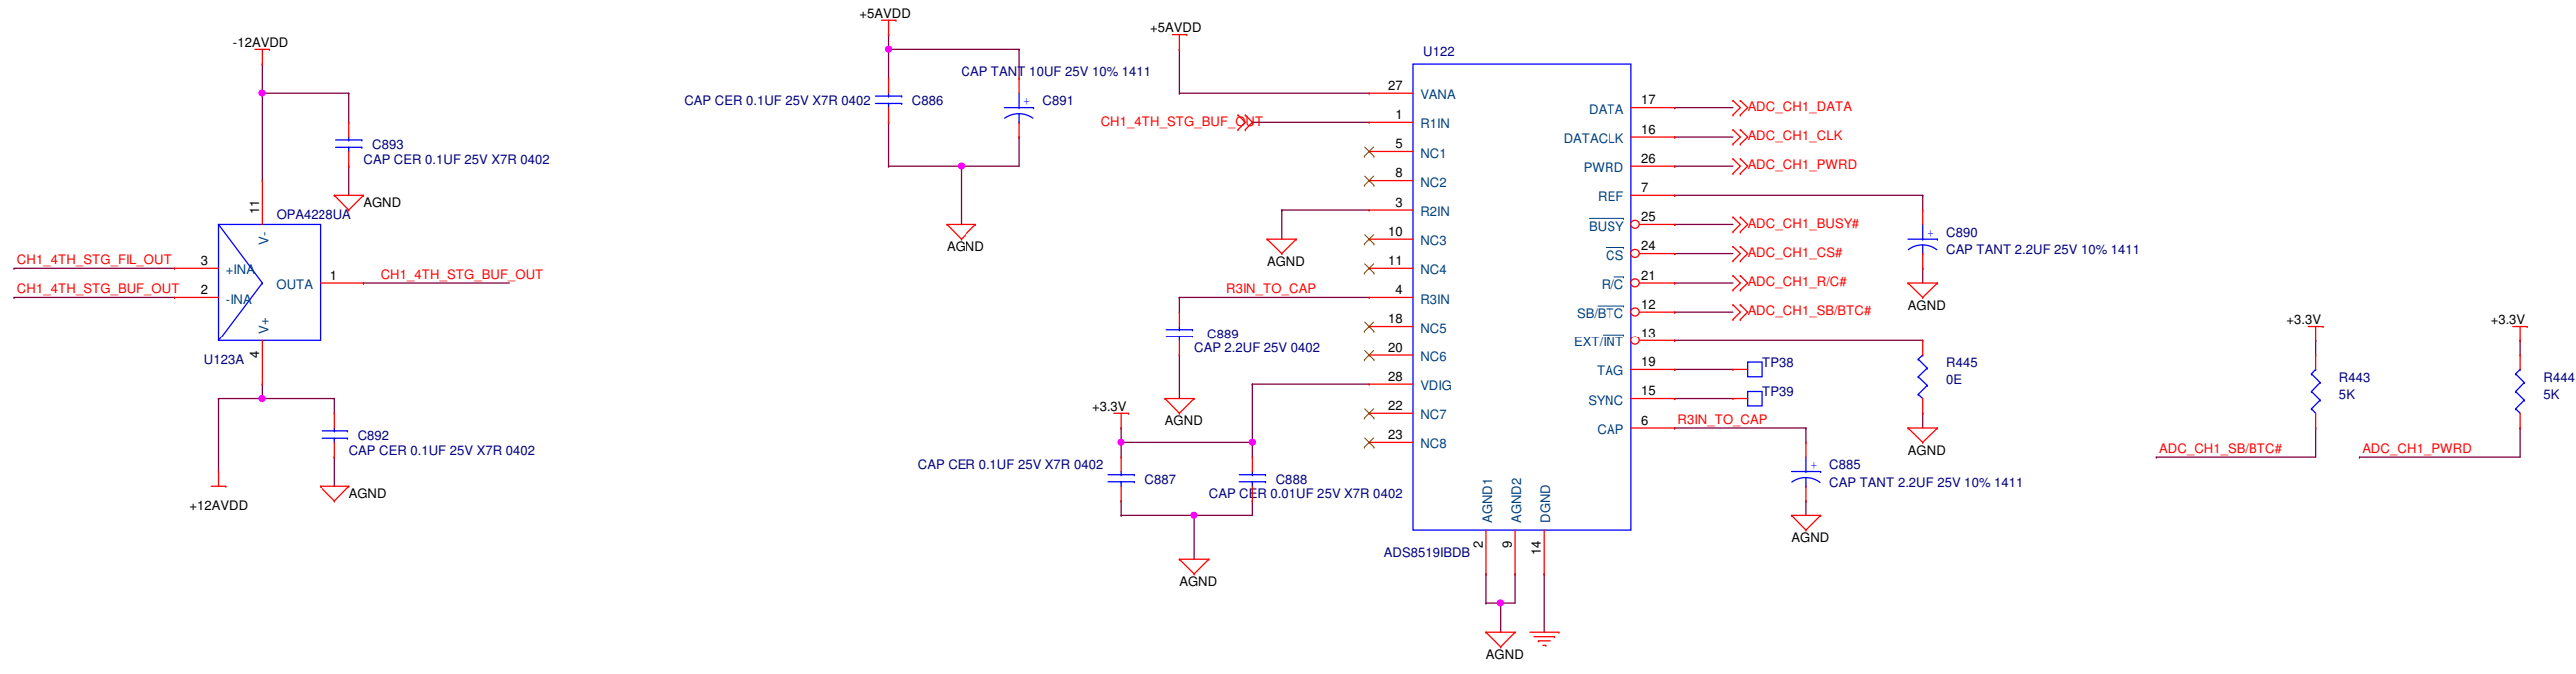 -12AVDD
C893
CAP CER 0.1UF 25V X7R 0402
AGND
11
OPA4228UA
V-
CH1_4TH_STG_FIL_OUT
3
+INA
CH1_4TH_STG_BUF_OUT
2
-INA
OUTA
1
CH1_4TH_STG_BUF_OUT
V+
U123A
4
C892
CAP CER 0.1UF 25V X7R 0402
AGND
+12AVDD
+5AVDD
CAP TANT 10UF 25V 10% 1411
CAP CER 0.1UF 25V X7R 0402
C886
+
C891
AGND
+5AVDD
CH1_4TH_STG_BUF_OUT
AGND
R3IN_TO_CAP
C889
CAP 2.2UF 25V 0402
AGND
+3.3V
CAP CER 0.1UF 25V X7R 0402
C887
C888
CAP CER 0.01UF 25V X7R 0402
AGND
U122
27
VANA
1
R1IN
5
NC1
8
NC2
3
R2IN
10
NC3
11
NC4
4
R3IN
18
NC5
20
NC6
28
VDIG
22
NC7
23
NC8
DATA
17
ADC_CH1_DATA
DATACLK
16
ADC_CH1_CLK
PWRD
26
ADC_CH1_PWRD
REF
7
BUSY
25
ADC_CH1_BUSY#
CS
24
ADC_CH1_CS#
R/C
21
ADC_CH1_R/C#
SB/BTC
12
ADC_CH1_SB/BTC#
EXT/INT
13
TAG
19
TP38
SYNC
15
TP39
CAP
6
R3IN_TO_CAP
AGND1
AGND2
DGND
ADS8519IBDB
2
9
14
AGND
+
C890
CAP TANT 2.2UF 25V 10% 1411
AGND
R445
0E
AGND
+
C885
CAP TANT 2.2UF 25V 10% 1411
AGND
+3.3V
R443
5K
ADC_CH1_SB/BTC#
+3.3V
R444
5K
ADC_CH1_PWRD